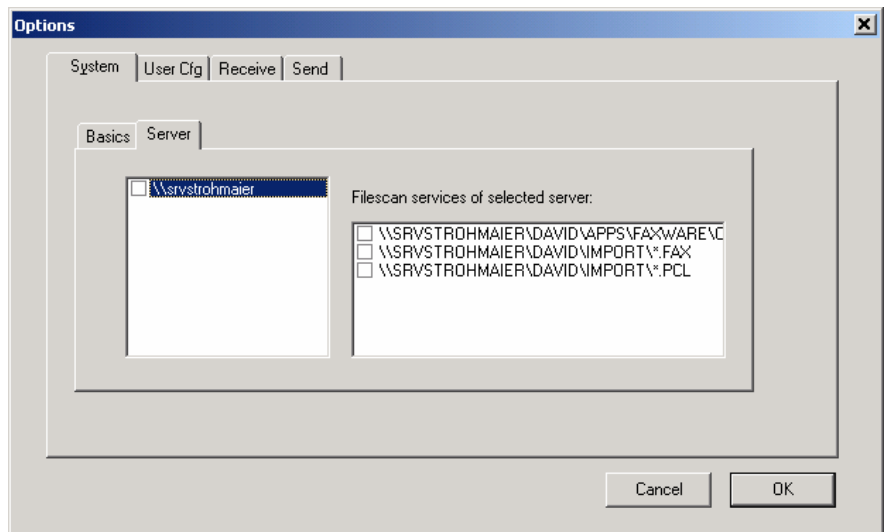 Options
System User Cfg Receive Send
Basics Server
\\srvstrohmaier
Filescan services of selected server:
\\SRVSTROHMAIER\DAVID\APPS\FAXWARE\C
\\SRVSTROHMAIER\DAVID\IMPORT\*.FAX
\\SRVSTROHMAIER\DAVID\IMPORT\*.PCL
Cancel OK